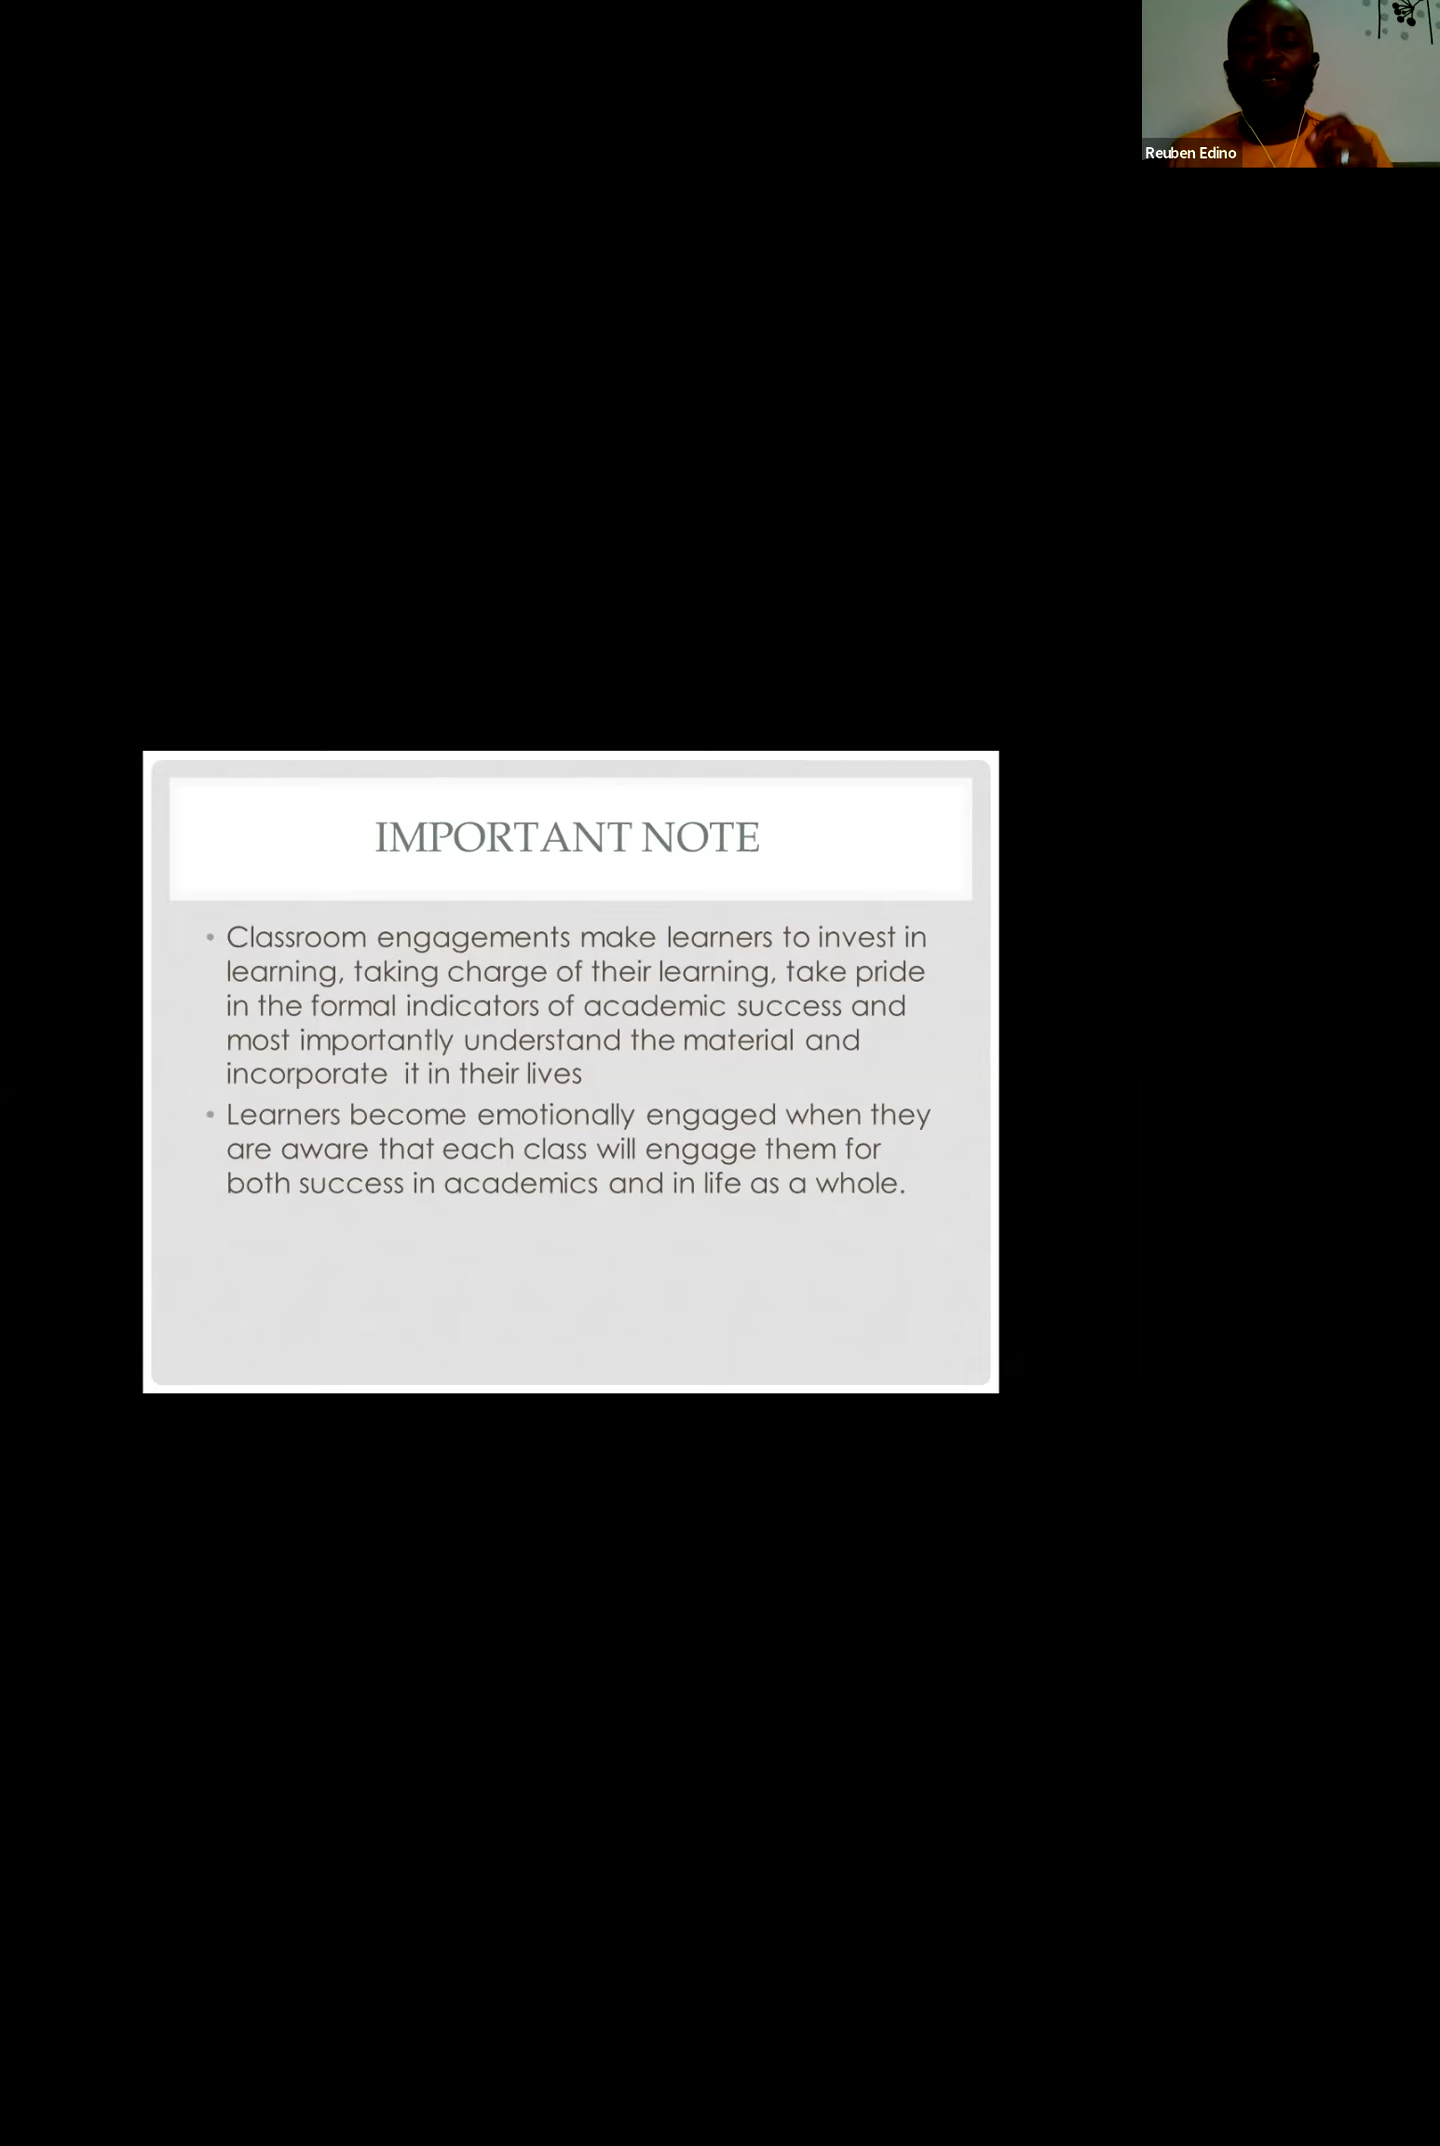 Reuben Edino
IMPORTANT NOTE
• Classroom engagements make learners to invest in
learning, taking charge of their learning, take pride
in the formal indicators of academic success and
most importantly understand the material and
incorporate it in their lives
• Learners become emotionally engaged when they
are aware that each class will engage them for
both success in academics and in life as a whole.